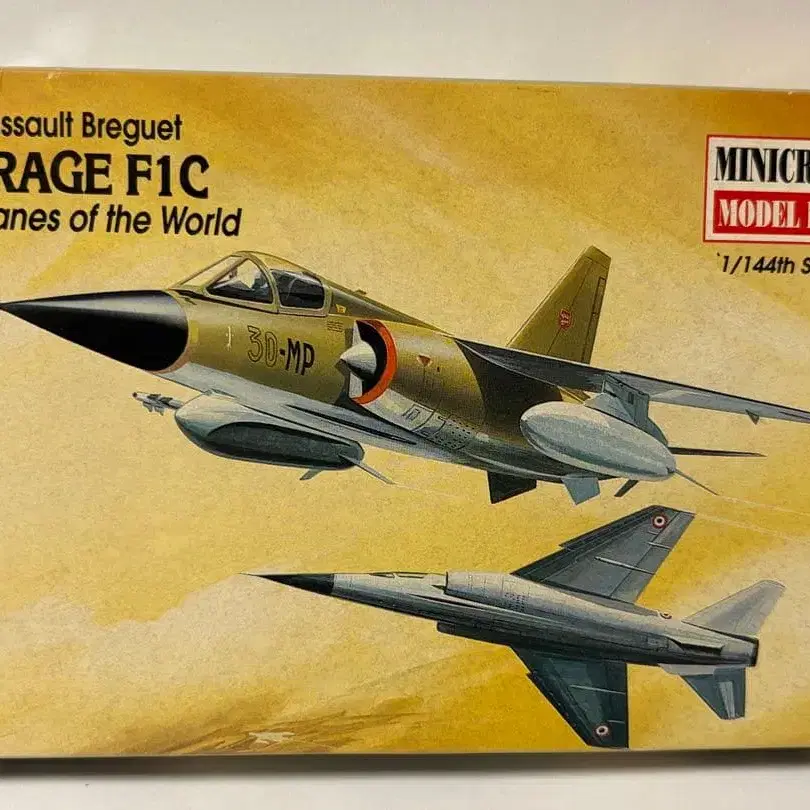 ssault Breguet
RAGE F1C
anes of the World
MINICR
MODEL
1/144th S
30-MP